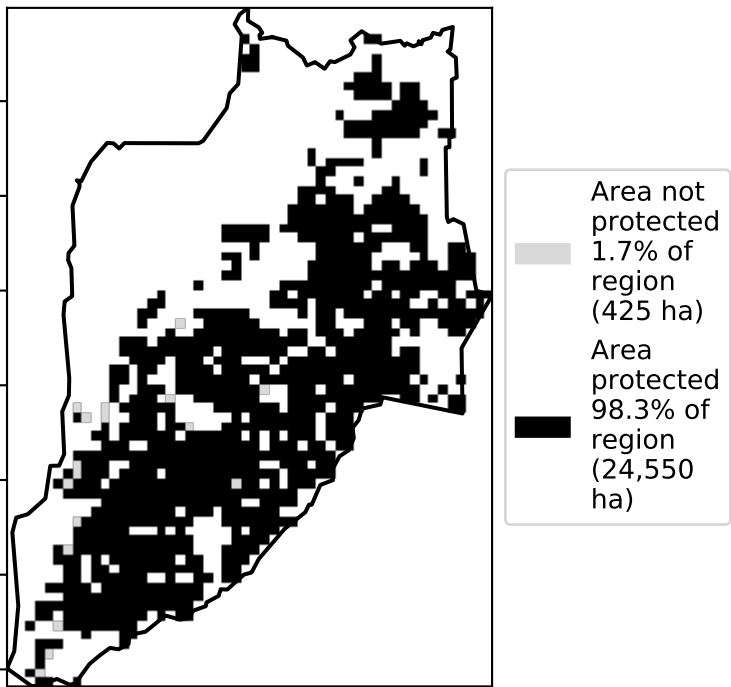 Area not
protected
1.7% of
region
(425 ha)
Area
protected
98.3% of
region
(24,550
ha)